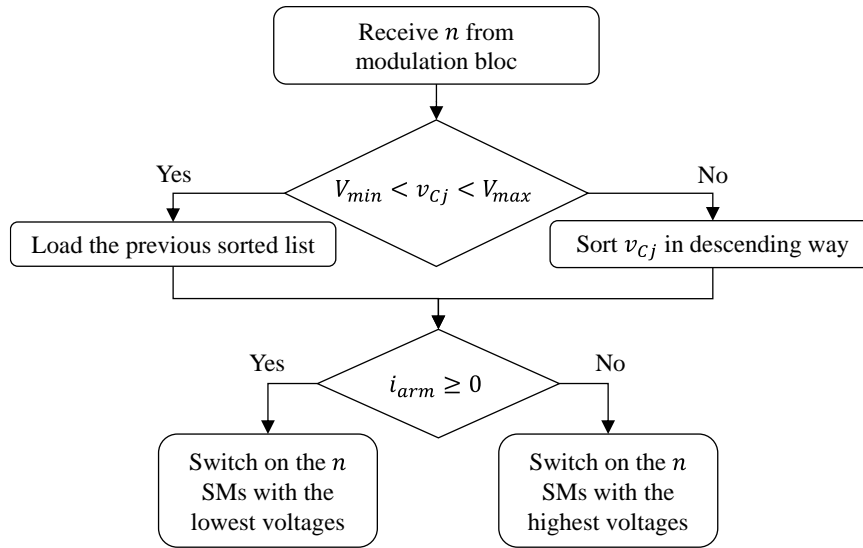 Receive n from
modulation bloc
Yes
No
V_min < v_Cj < V_max
Load the previous sorted list
Sort v_Cj in descending way
Yes
No
i_arm ≥ 0
Switch on the n
SMs with the
lowest voltages
Switch on the n
SMs with the
highest voltages